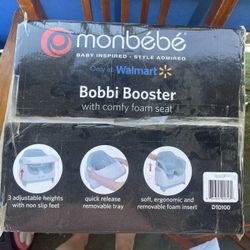 monbébé
BABY INSPIRED • STYLE ADMIRED
Only at Walmart
Bobbi Booster
with comfy foam seat
3 adjustable heights
with non slip feet
quick release
removable tray
soft, ergonomic and
removable foam insert
D10100